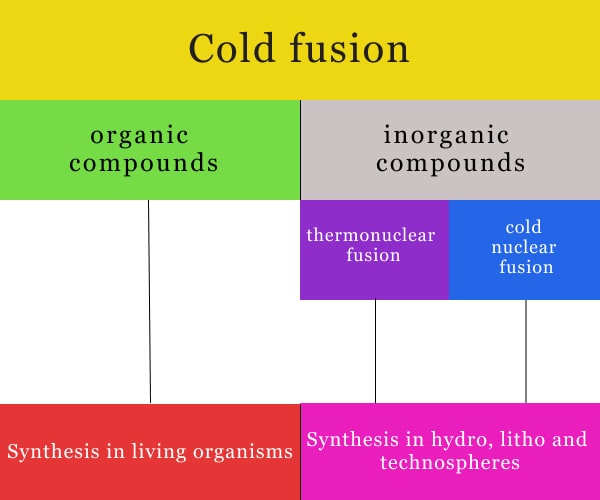 Cold fusion
organic
compounds
inorganic
compounds
thermonuclear
fusion
cold
nuclear
fusion
Synthesis in living organisms
Synthesis in hydro, litho and
technospheres